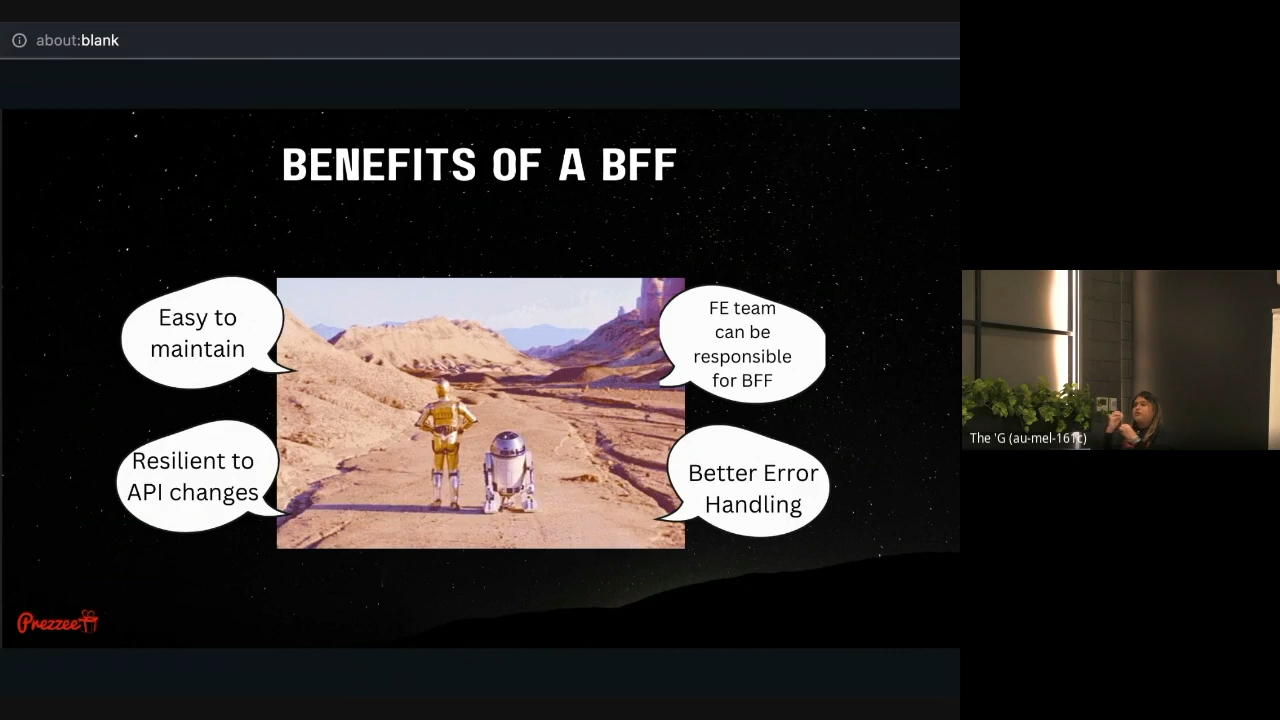 about:blank
BENEFITS OF A BFF
Easy to
maintain
FE team
can be
responsible
for BFF
Resilient to
API changes
Better Error
Handling
Prezzee
The 'G (au-mel-161c)